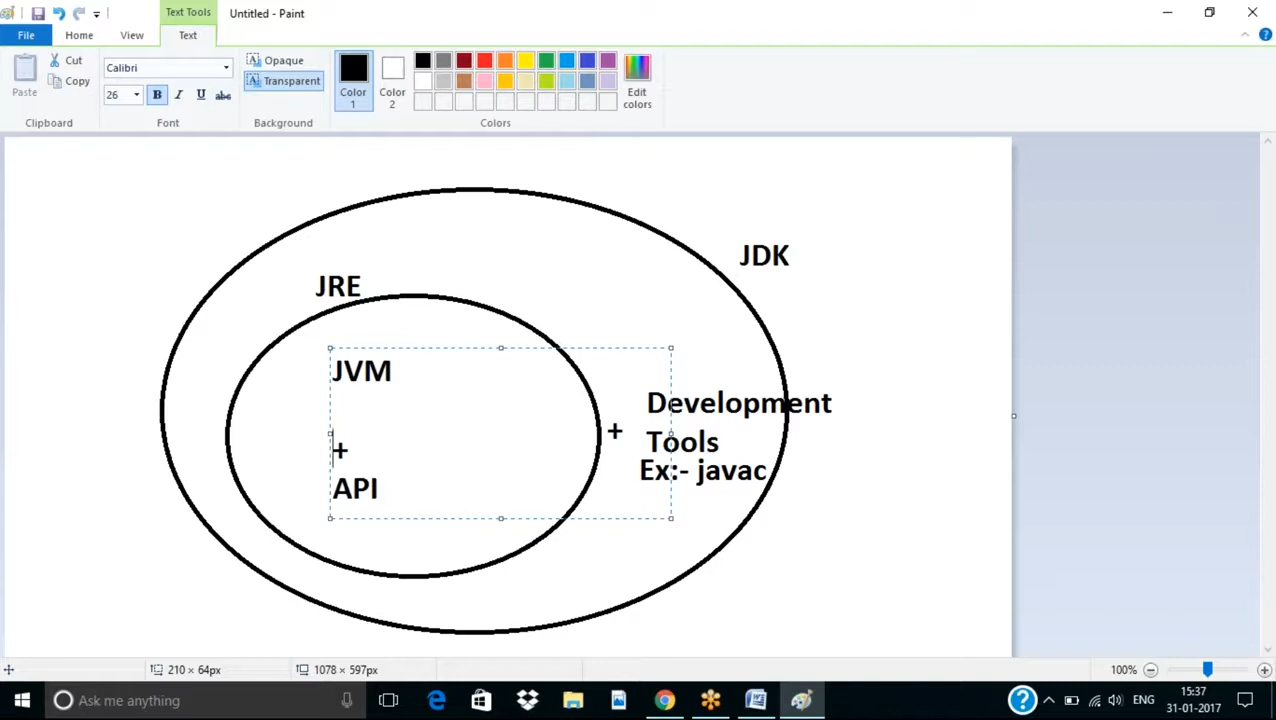 Text Tools
Untitled - Paint
File
Home
View
Text
Paste
Cut
Copy
Clipboard
Calibri
26
B
I
U
abc
Font
Opaque
Transparent
Background
Color
1
Color
2
Edit
colors
Colors
JDK
JRE
JVM
Development
+
+
Tools
Ex:- javac
API
210 × 64px
1078 × 597px
100%
Ask me anything
ENG
15:37
31-01-2017